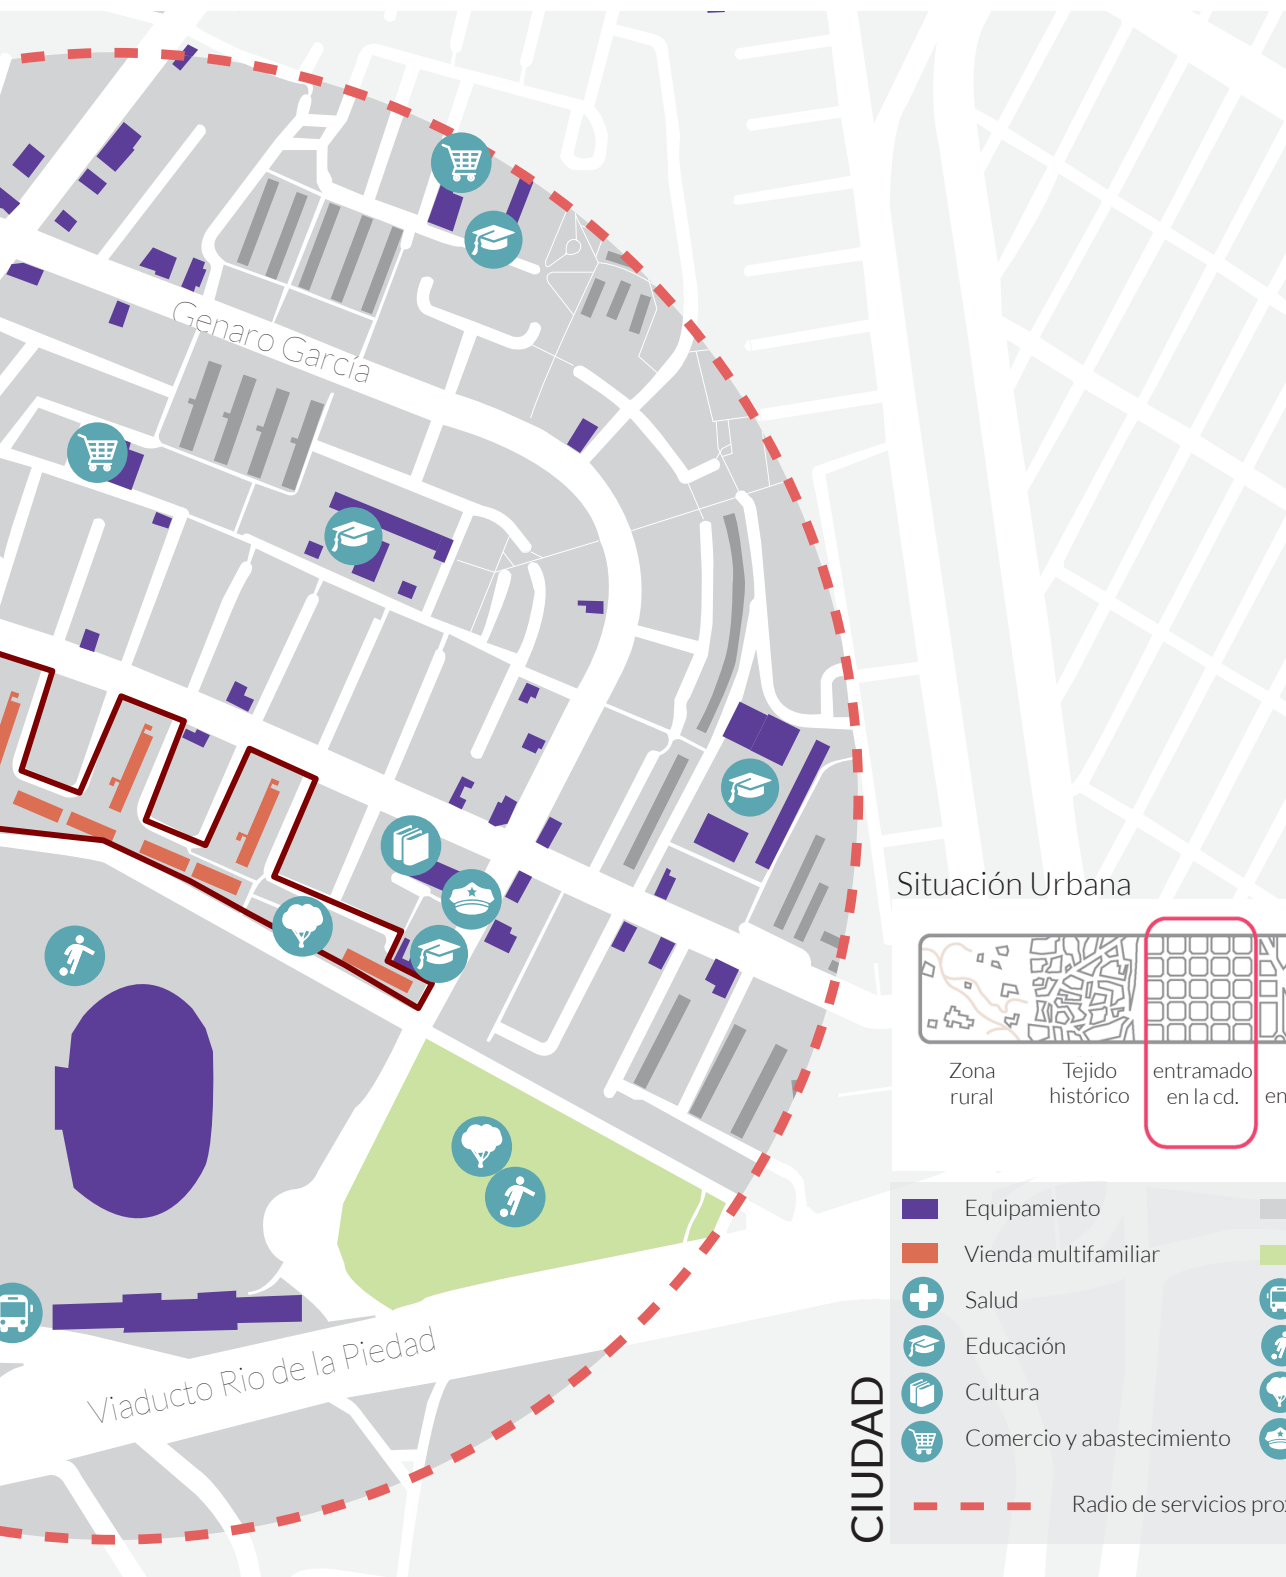 Genaro García
Situación Urbana
Zona
rural
Tejido
histórico
entramado
en la cd.
en
Equipamiento
Vienda multifamiliar
Salud
Educación
Cultura
Comercio y abastecimiento
Radio de servicios pro
CIUDAD
Viaducto Rio de la Piedad